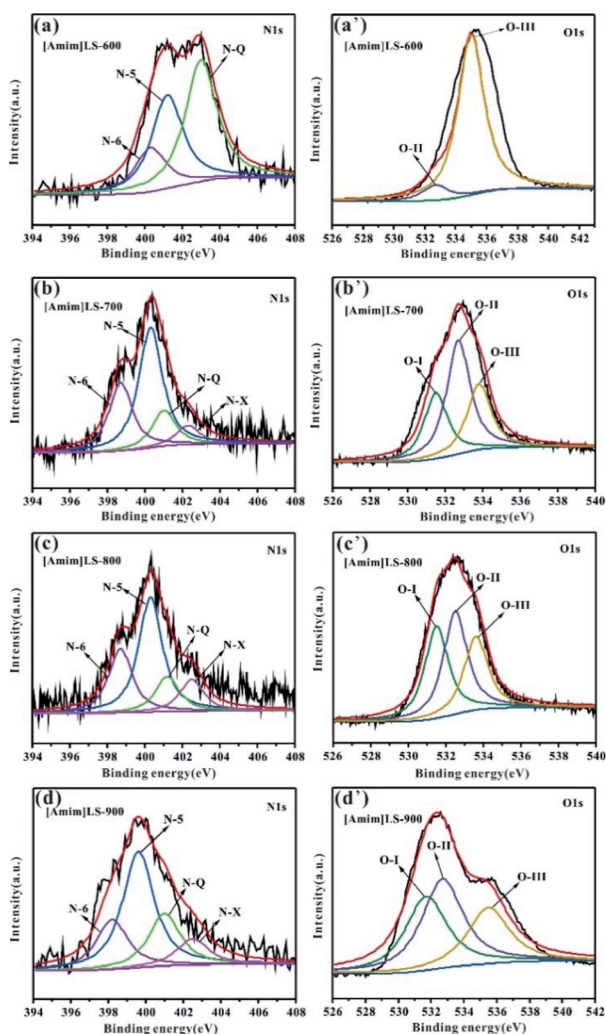 (a)
[Amim]LS-600
N1s
N-Q
N-5
N-6
Intensity(a.u.)
394 396 398 400 402 404 406 408
Binding energy(eV)
(a')
[Amim]LS-600
O-III
O1s
O-II
Intensity(a.u.)
526 528 530 532 534 536 538 540 542
Binding energy(eV)
(b)
[Amim]LS-700
N1s
N-5
N-6
N-Q
N-X
Intensity(a.u.)
394 396 398 400 402 404 406 408
Binding energy(eV)
(b')
[Amim]LS-700
O1s
O-II
O-I
O-III
Intensity(a.u.)
526 528 530 532 534 536 538 540
Binding energy(eV)
(c)
[Amim]LS-800
N1s
N-5
N-6
N-Q
N-X
Intensity(a.u.)
394 396 398 400 402 404 406 408
Binding energy(eV)
(c')
[Amim]LS-800
O1s
O-I
O-II
O-III
Intensity(a.u.)
526 528 530 532 534 536 538 540
Binding energy(eV)
(d)
[Amim]LS-900
N1s
N-5
N-Q
N-6
N-X
Intensity(a.u.)
394 396 398 400 402 404 406 408
Binding energy(eV)
(d')
[Amim]LS-900
O1s
O-II
O-I
O-III
Intensity(a.u.)
526 528 530 532 534 536 538 540 542
Binding energy(eV)